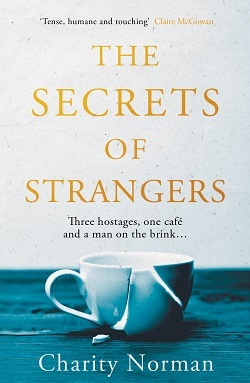 'Tense, humane and touching' Claire McGowan
THE
SECRETS
OF
STRANGERS
Three hostages, one café
and a man on the brink...
Charity Norman